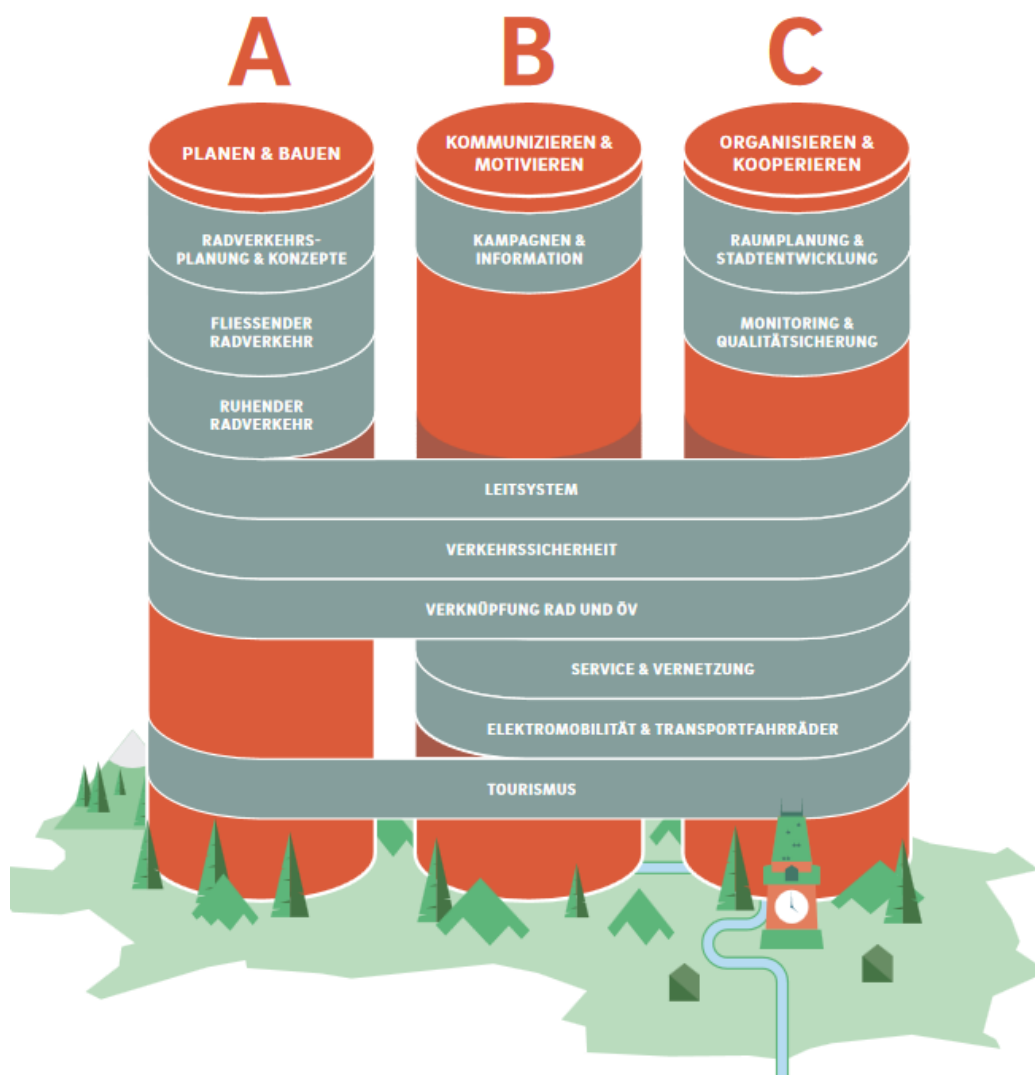 A
B
C
PLANEN & BAUEN
KOMMUNIZIEREN &
MOTIVIEREN
ORGANISIEREN &
KOOPERIEREN
RADVERKEHRS-
PLANUNG & KONZEPTE
KAMPAGNEN &
INFORMATION
RAUMPLANUNG &
STADTENTWICKLUNG
FLIESSENDER
RADVERKEHR
MONITORING &
QUALITÄTSICHERUNG
RUHENDER
RADVERKEHR
LEITSYSTEM
VERKEHRSSICHERHEIT
VERKNÜPFUNG RAD UND ÖV
SERVICE & VERNETZUNG
ELEKTROMOBILITÄT & TRANSPORTFAHRRÄDER
TOURISMUS